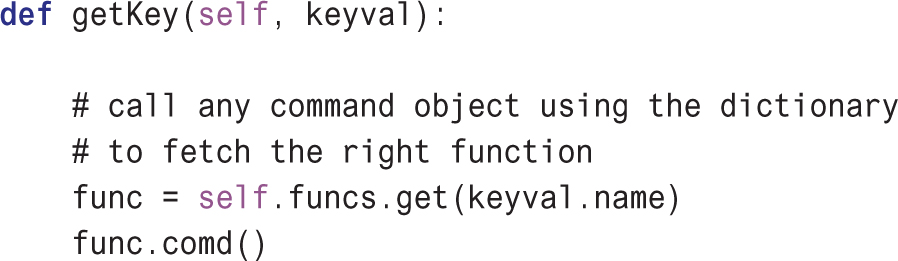 def getKey(self, keyval):
# call any command object using the dictionary
# to fetch the right function
func = self.funcs.get(keyval.name)
func.comd()